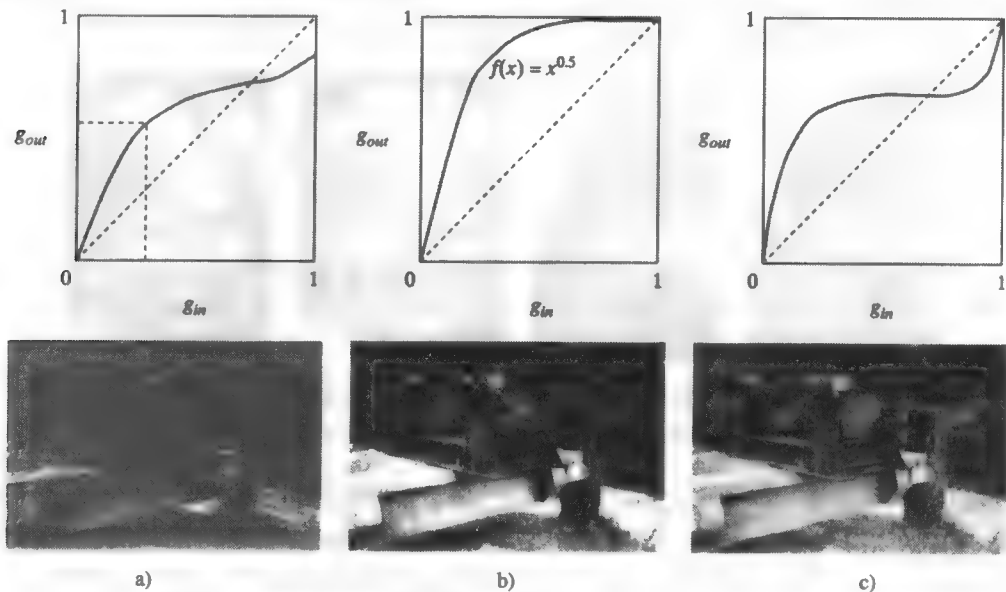 1
g_out
0
1
g_in
1
f(x) = x^0.5
g_out
0
1
g_in
1
g_out
0
1
g_in
a)
b)
c)